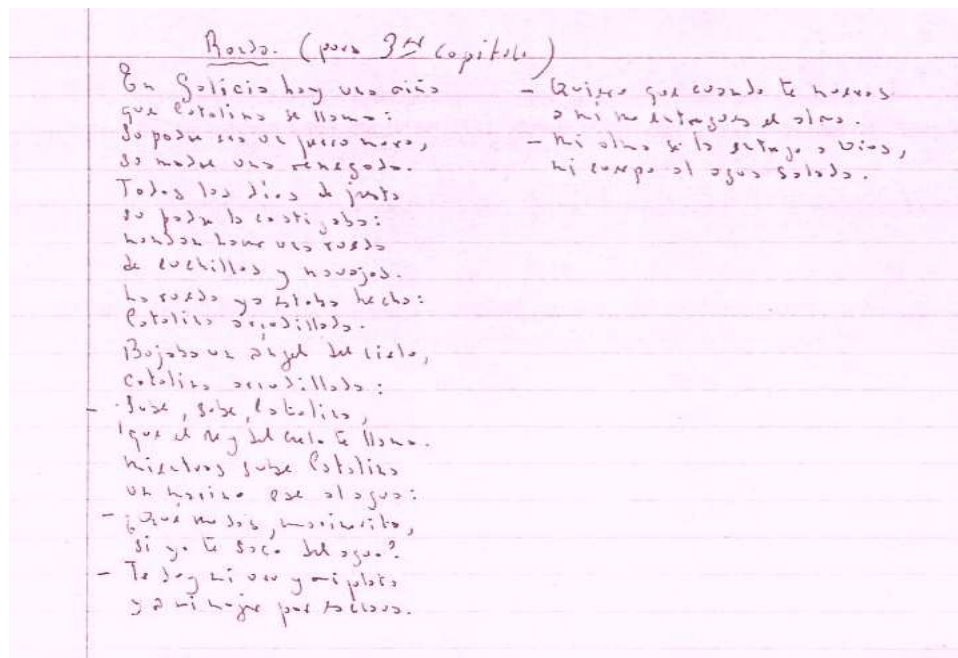 Ronda. (para 3er capítulo)
En Galicia hay una niña
que Catalina se llama:
su padre era un perro moro,
su madre una renegada.
Todos los días de fiesta
su padre la castigaba:
mandan hacer una rueda
de cuchillos y navajas.
La rueda ya estaba hecha:
Catalina arrodillada.
Bajaba un ángel del cielo,
Catalina arrodillada:
- Sube, sube, Catalina,
que el rey del cielo te llama.
Mientras sube Catalina
un marino cae al agua:
- ¿Qué me das, marinerito,
si yo te saco del agua?
- Te doy mi oro y mi plata
y a mi mujer por esclava.
- Quiero que cuando te mueras
a mí me entregues el alma.
- Mi alma se la entrego a Dios,
mi cuerpo al agua salada.